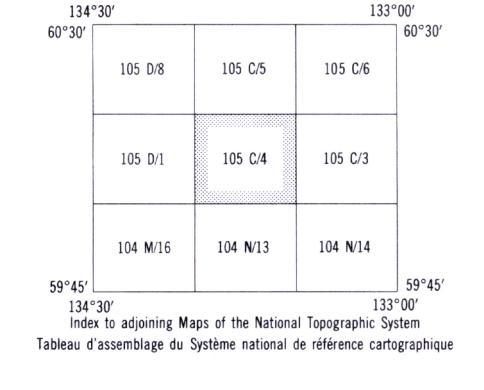 134°30′ 133°00′
60°30′ 60°30′
105 D/8 105 C/5 105 C/6
105 D/1 105 C/4 105 C/3
104 M/16 104 N/13 104 N/14
59°45′ 59°45′
134°30′ 133°00′
Index to adjoining Maps of the National Topographic System
Tableau d'assemblage du Système national de référence cartographique